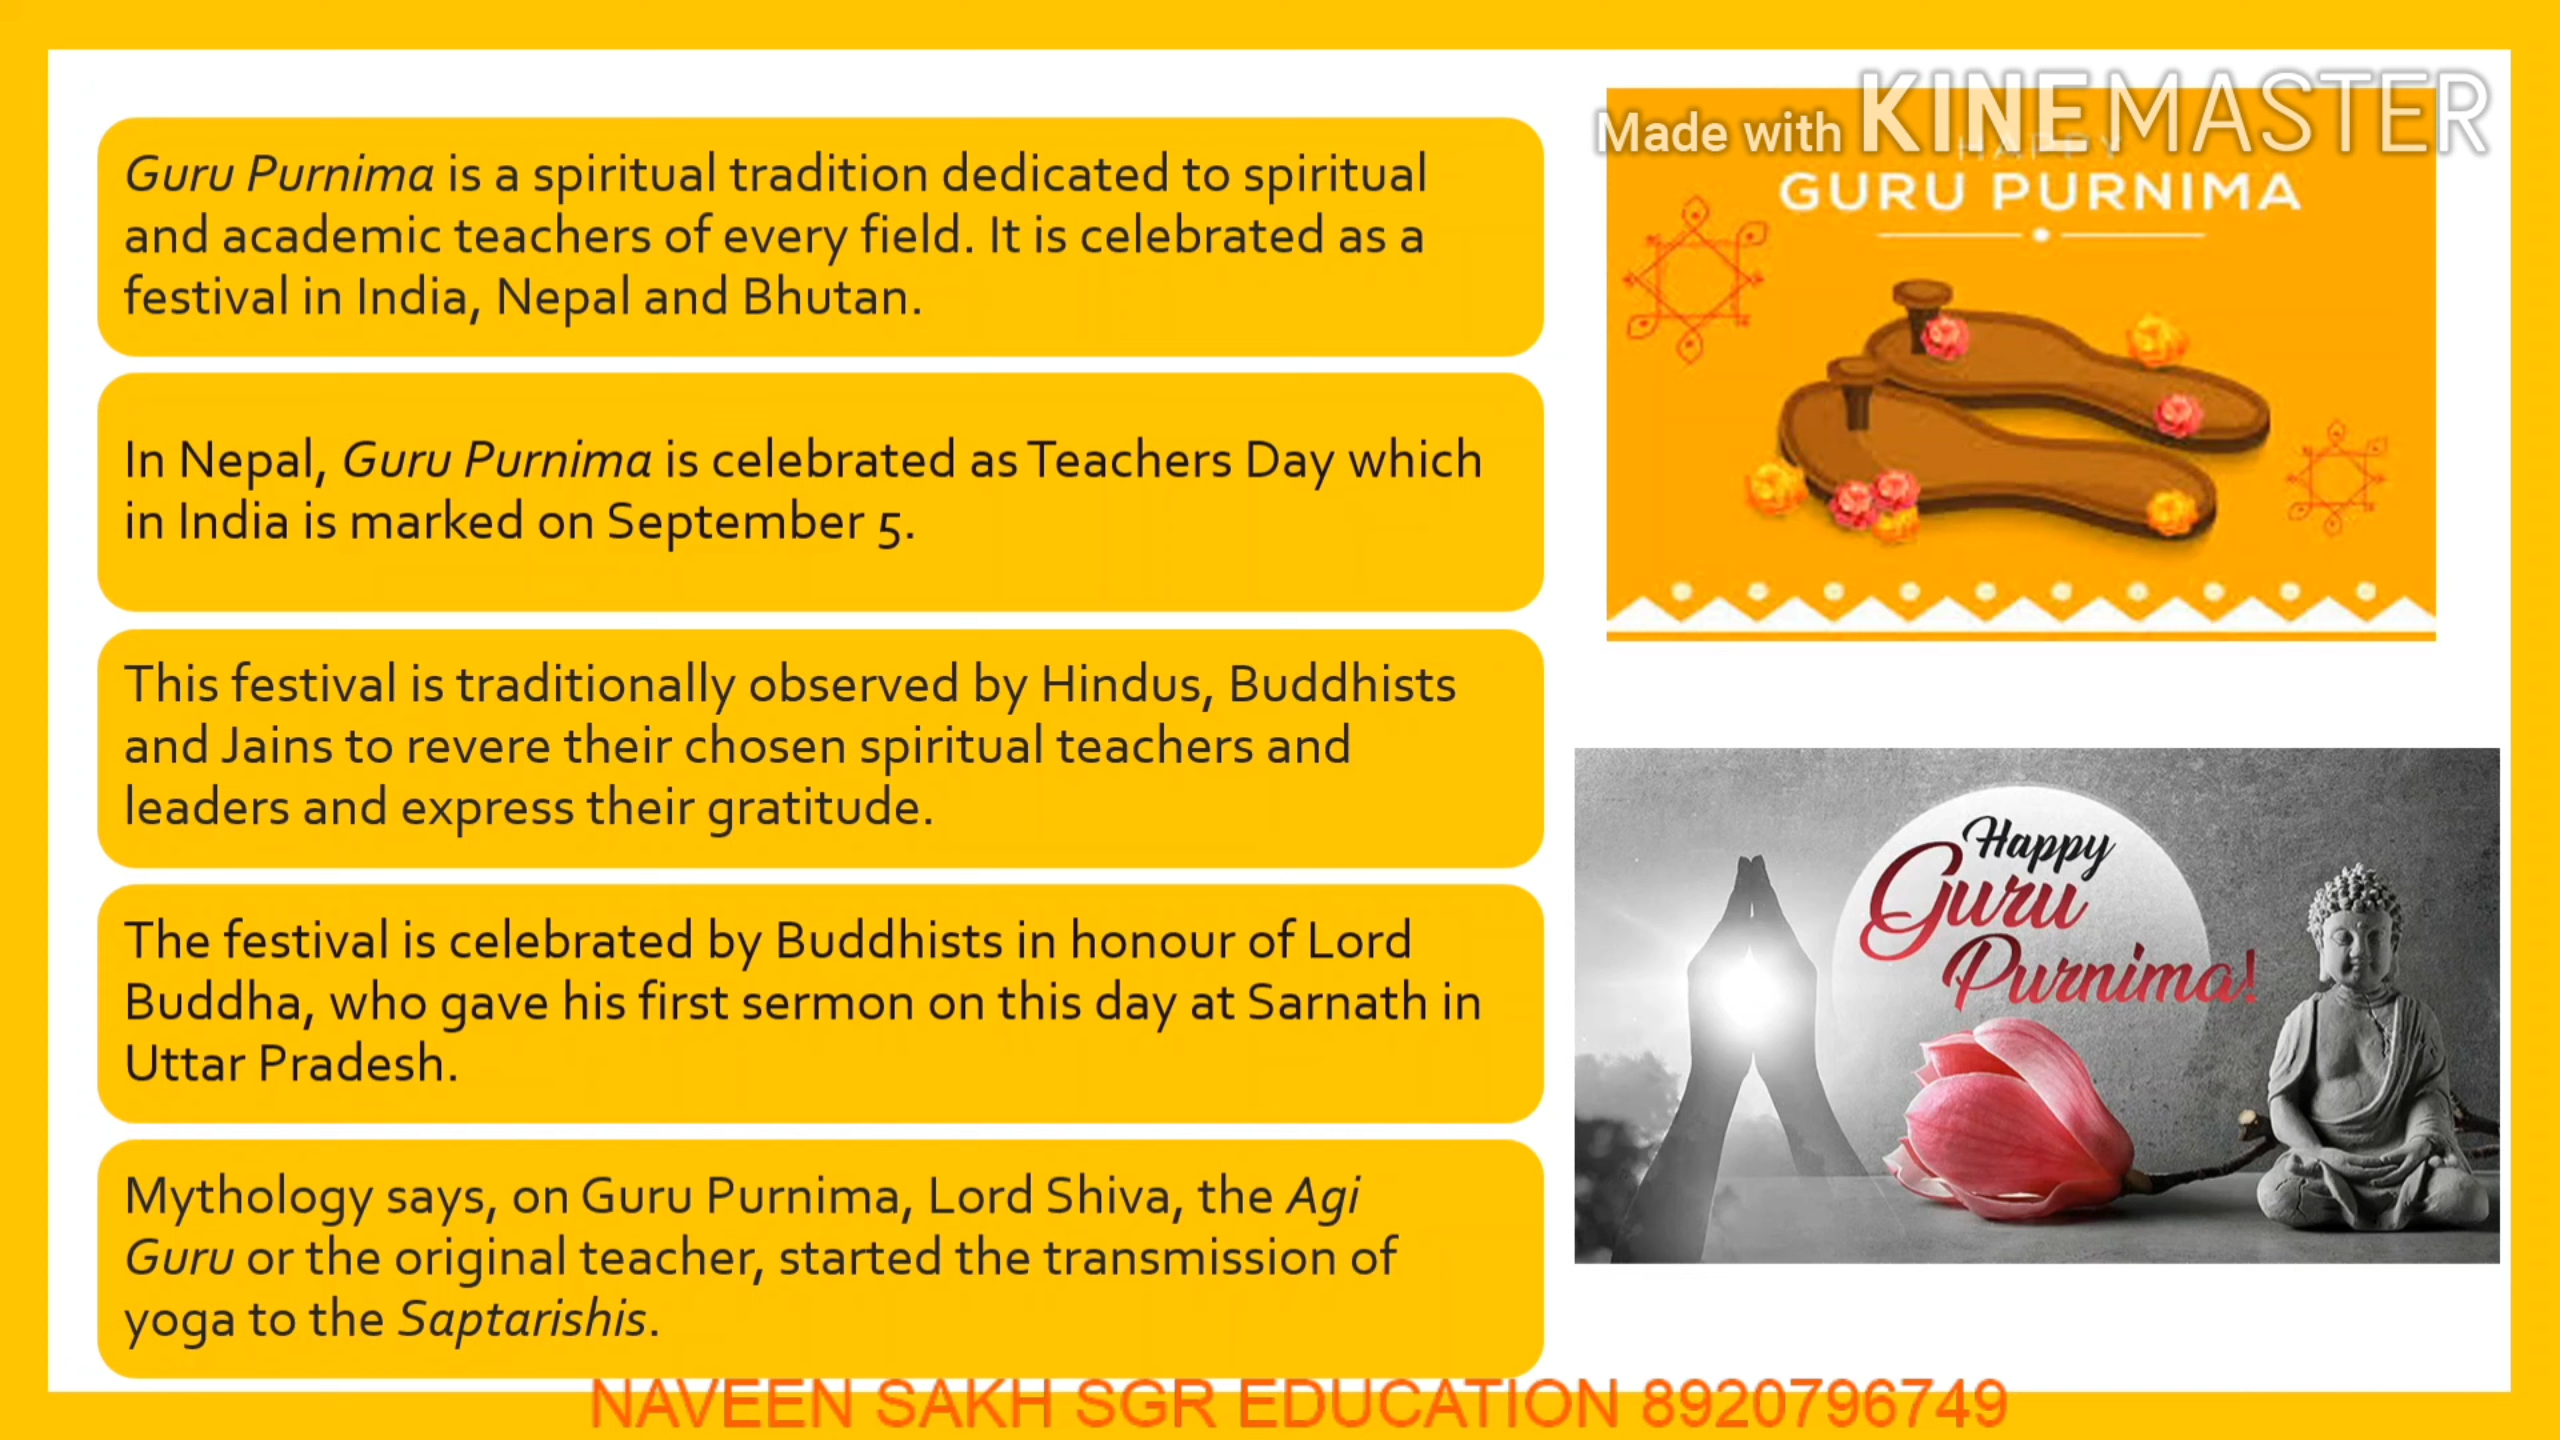 Made with KINEMASTER
Guru Purnima is a spiritual tradition dedicated to spiritual
and academic teachers of every field. It is celebrated as a
festival in India, Nepal and Bhutan.
In Nepal, Guru Purnima is celebrated as Teachers Day which
in India is marked on September 5.
This festival is traditionally observed by Hindus, Buddhists
and Jains to revere their chosen spiritual teachers and
leaders and express their gratitude.
The festival is celebrated by Buddhists in honour of Lord
Buddha, who gave his first sermon on this day at Sarnath in
Uttar Pradesh.
Mythology says, on Guru Purnima, Lord Shiva, the Agi
Guru or the original teacher, started the transmission of
yoga to the Saptarishis.
HAPPY
GURU PURNIMA
Happy
Guru
Purnima!
NAVEEN SAKH SGR EDUCATION 8920796749